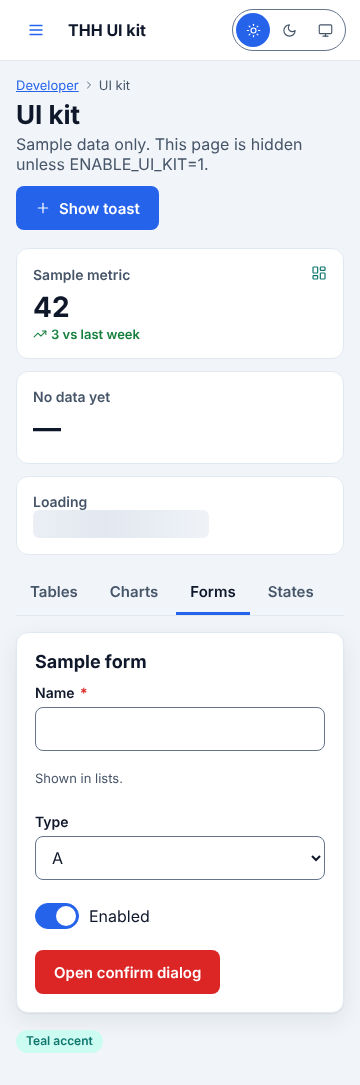 THH UI kit
Developer > UI kit
UI kit
Sample data only. This page is hidden
unless ENABLE_UI_KIT=1.
+ Show toast
Sample metric
42
3 vs last week
No data yet
—
Loading
Tables Charts Forms States
Sample form
Name *
Shown in lists.
Type
A
Enabled
Open confirm dialog
Teal accent